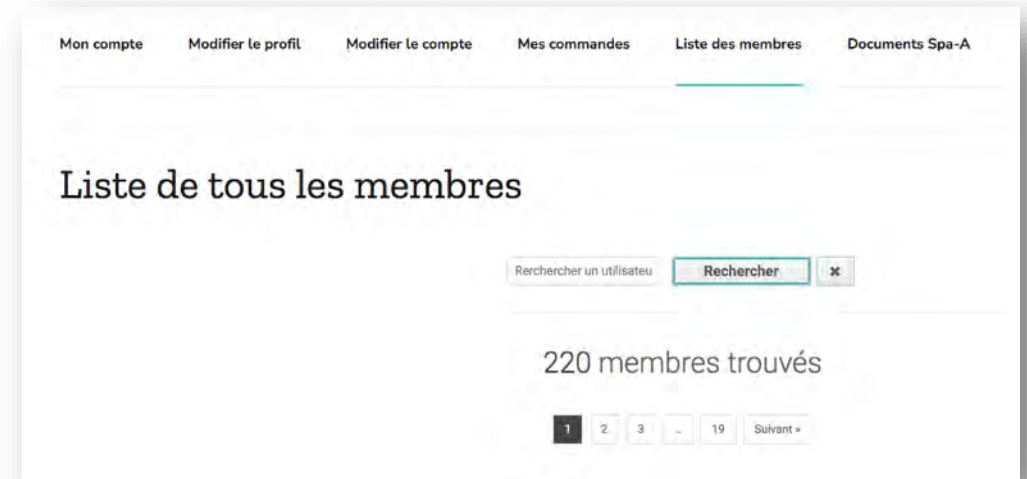 Mon compte Modifier le profil Modifier le compte Mes commandes Liste des membres Documents Spa-A
Liste de tous les membres
Rerchercher un utilisateu Rechercher ✖
220 membres trouvés
1 2 3 ... 19 Suivant »